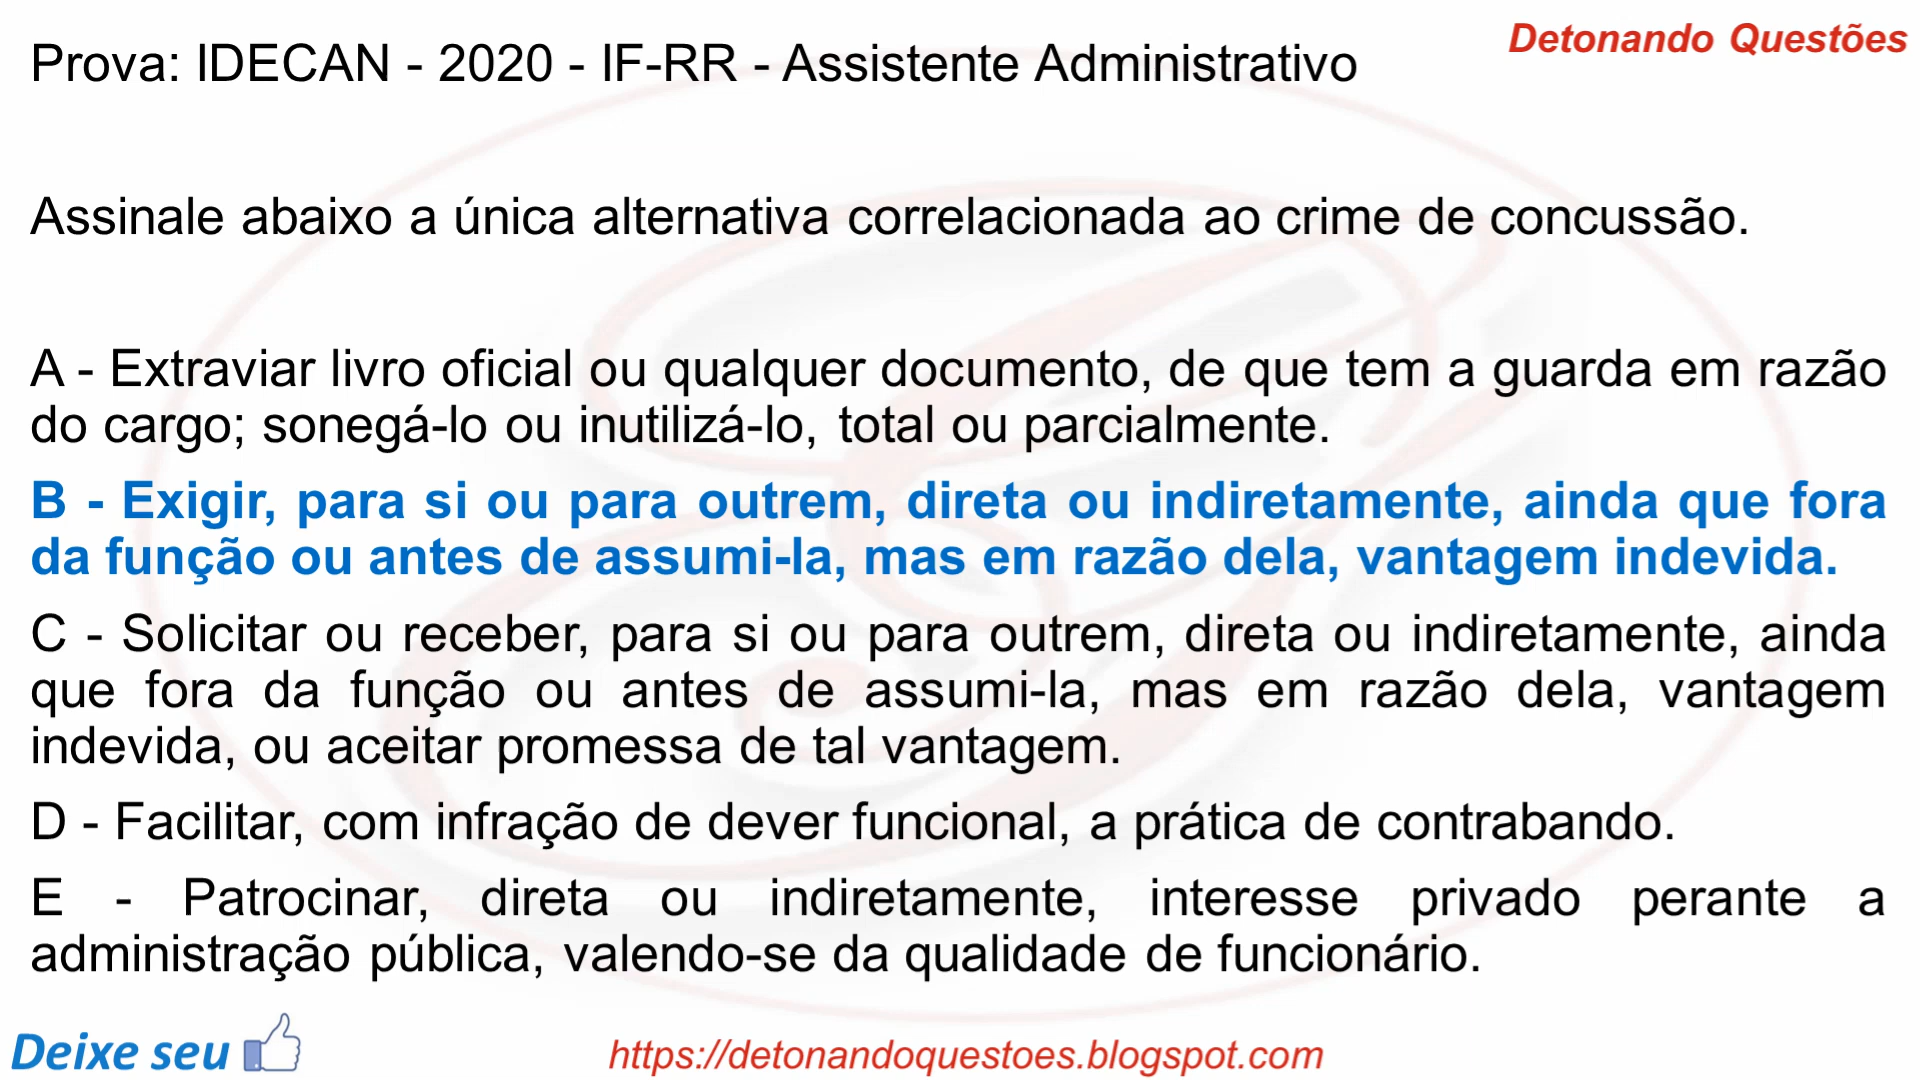 Prova: IDECAN - 2020 - IF-RR - Assistente Administrativo
Detonando Questões
Assinale abaixo a única alternativa correlacionada ao crime de concussão.
A - Extraviar livro oficial ou qualquer documento, de que tem a guarda em razão
do cargo; sonegá-lo ou inutilizá-lo, total ou parcialmente.
B - Exigir, para si ou para outrem, direta ou indiretamente, ainda que fora
da função ou antes de assumi-la, mas em razão dela, vantagem indevida.
C - Solicitar ou receber, para si ou para outrem, direta ou indiretamente, ainda
que fora da função ou antes de assumi-la, mas em razão dela, vantagem
indevida, ou aceitar promessa de tal vantagem.
D - Facilitar, com infração de dever funcional, a prática de contrabando.
E - Patrocinar, direta ou indiretamente, interesse privado perante a
administração pública, valendo-se da qualidade de funcionário.
Deixe seu
https://detonandoquestoes.blogspot.com